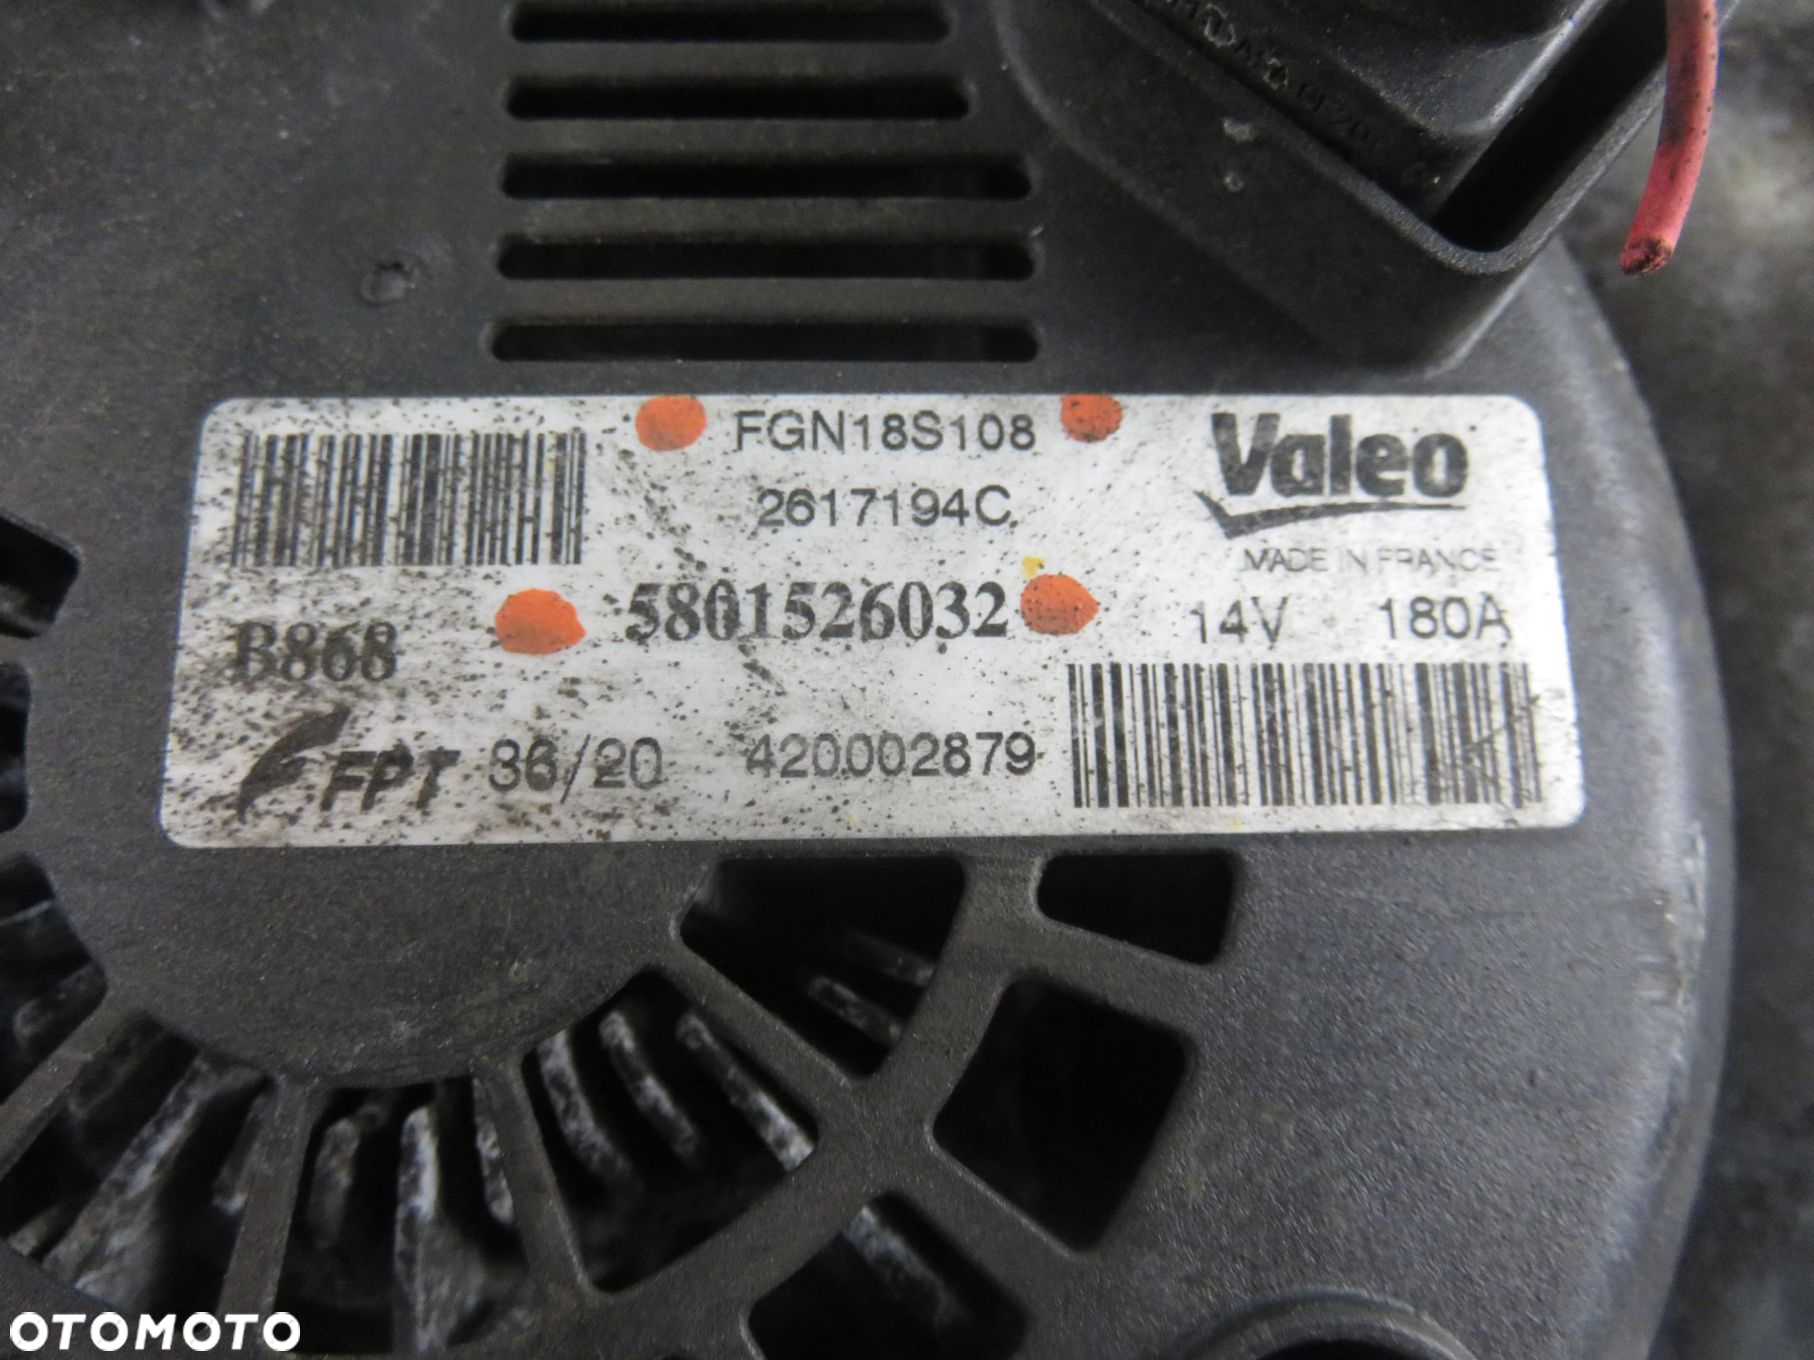 FGN18S108
Valeo
2617194C
MADE IN FRANCE
5801526032
14V 180A
B868
FPT 36/20 420002879
OTOMOTO